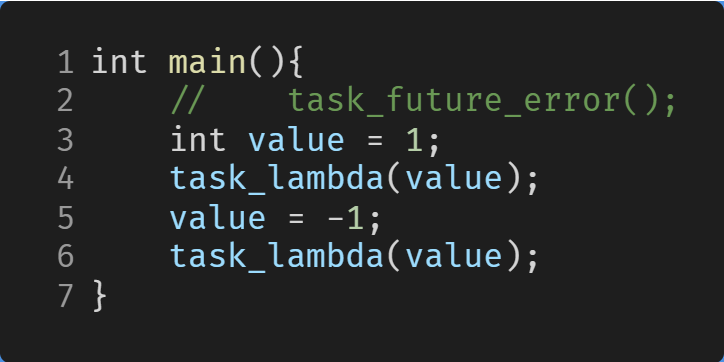 1 int main(){
2     //    task_future_error();
3     int value = 1;
4     task_lambda(value);
5     value = -1;
6     task_lambda(value);
7 }